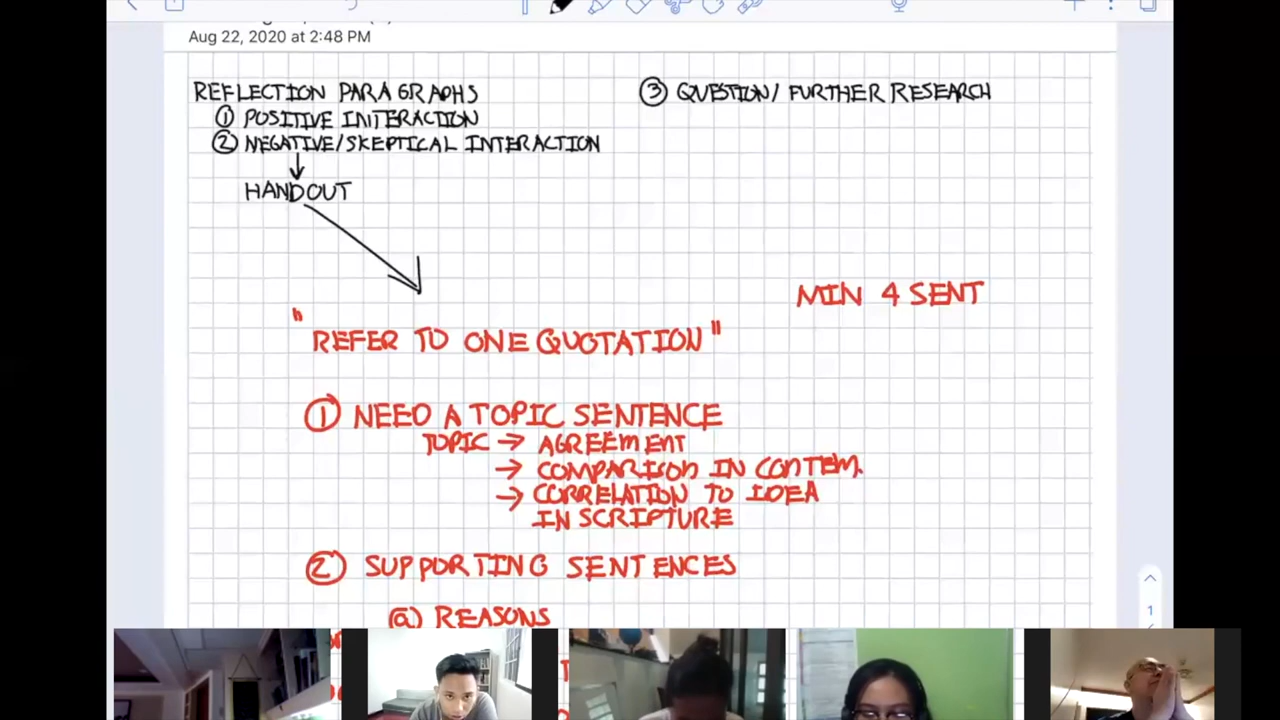 Aug 22, 2020 at 2:48 PM
REFLECTION PARAGRAPHS
① POSITIVE INTERACTION
② NEGATIVE/SKEPTICAL INTERACTION
HANDOUT
③ QUESTION/ FURTHER RESEARCH
MIN 4 SENT
"REFER TO ONE QUOTATION"
① NEED A TOPIC SENTENCE
TOPIC → AGREEMENT
→ COMPARISON IN CONTEM.
→ CORRELATION TO IDEA
IN SCRIPTURE
② SUPPORTING SENTENCES
(a) REASONS
1